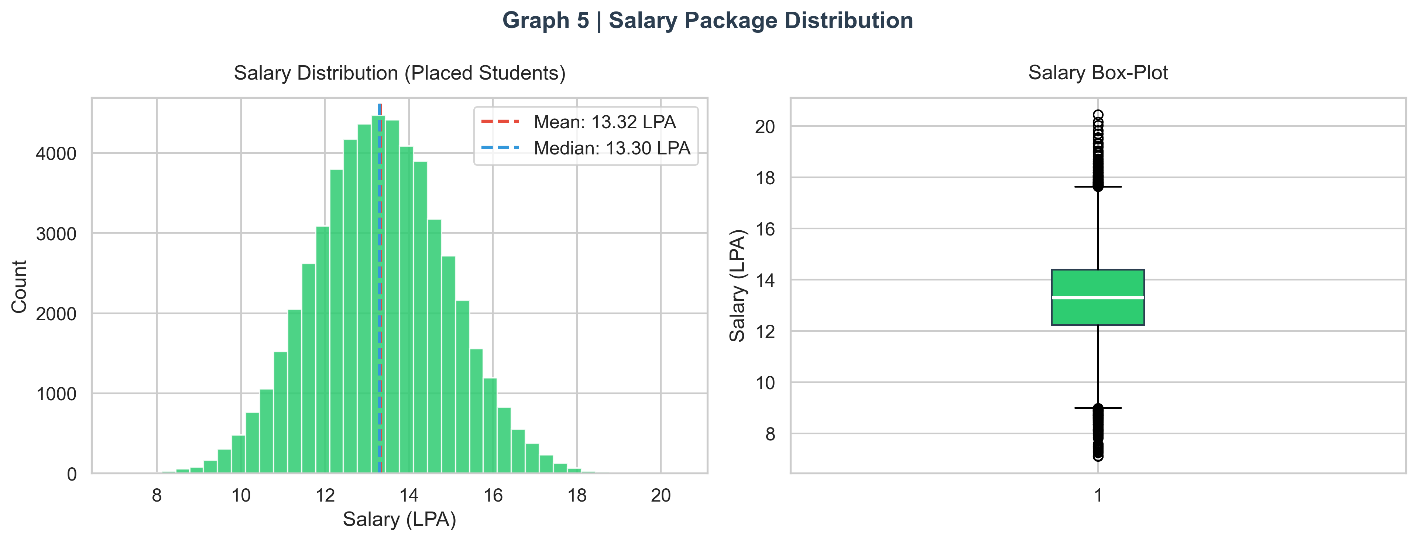 Graph 5 | Salary Package Distribution
Salary Distribution (Placed Students)
Mean: 13.32 LPA
Median: 13.30 LPA
Count
4000
3000
2000
1000
0
8 10 12 14 16 18 20
Salary (LPA)
Salary Box-Plot
Salary (LPA)
20
18
16
14
12
10
8
1